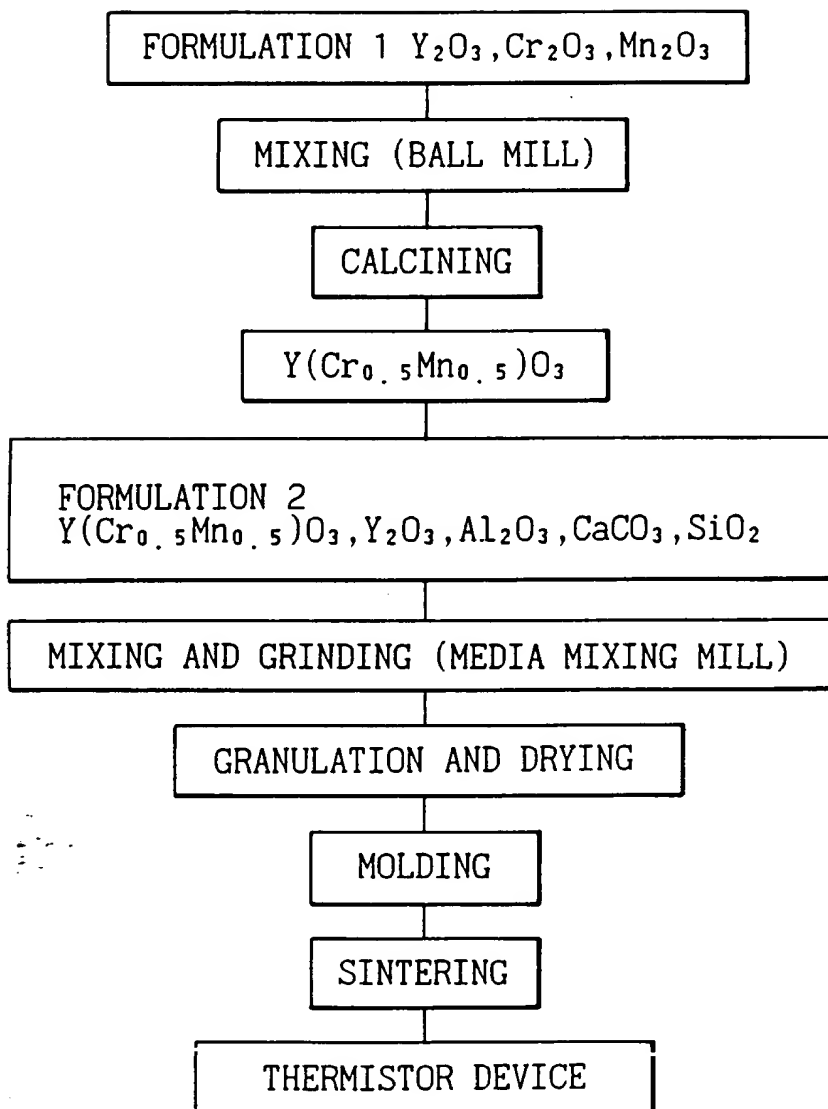 FORMULATION 1 Y₂O₃,Cr₂O₃,Mn₂O₃
MIXING (BALL MILL)
CALCINING
Y(Cr₀.₅Mn₀.₅)O₃
FORMULATION 2
Y(Cr₀.₅Mn₀.₅)O₃,Y₂O₃,Al₂O₃,CaCO₃,SiO₂
MIXING AND GRINDING (MEDIA MIXING MILL)
GRANULATION AND DRYING
MOLDING
SINTERING
THERMISTOR DEVICE